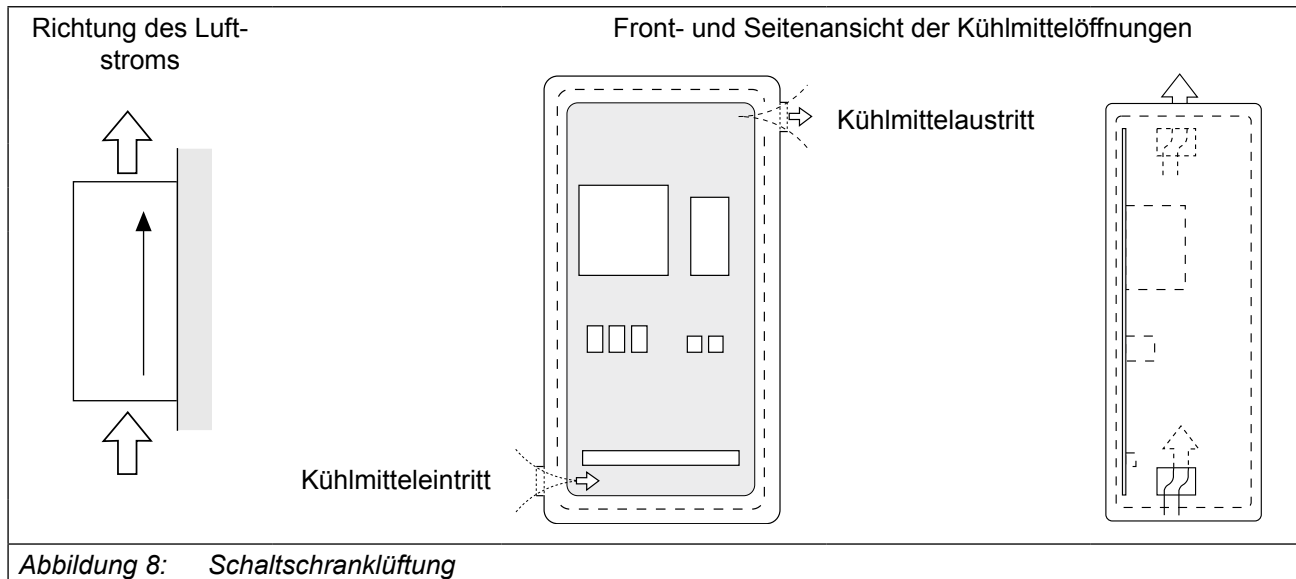 Richtung des Luft-
stroms
Front- und Seitenansicht der Kühlmittelöffnungen
Kühlmittelaustritt
Kühlmitteleintritt
Abbildung 8: Schaltschranklüftung